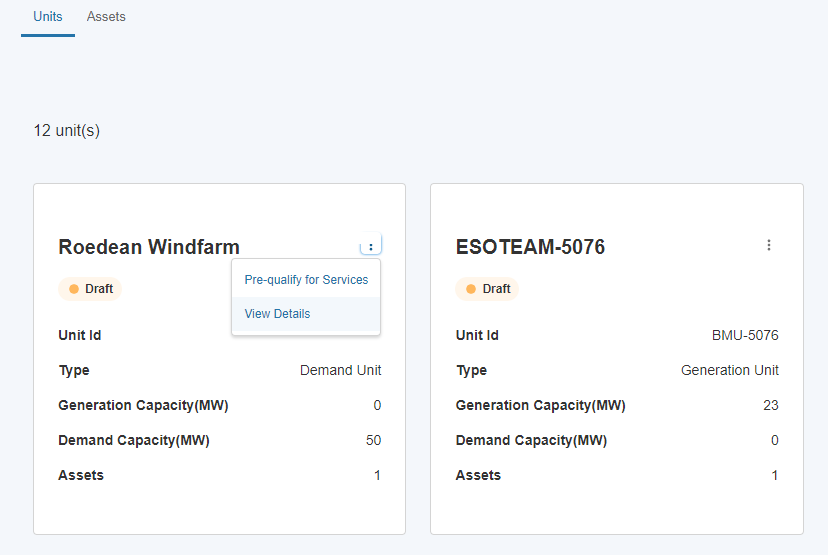 Units Assets
12 unit(s)
Roedean Windfarm
Draft
Pre-qualify for Services
View Details
Unit Id
Type Demand Unit
Generation Capacity(MW) 0
Demand Capacity(MW) 50
Assets 1
ESOTEAM-5076
Draft
Unit Id BMU-5076
Type Generation Unit
Generation Capacity(MW) 23
Demand Capacity(MW) 0
Assets 1